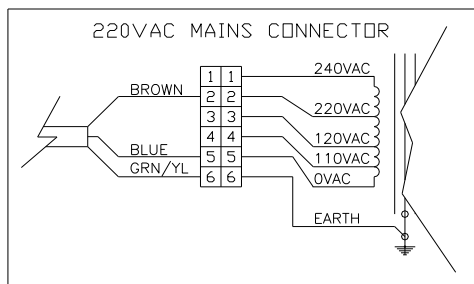 220VAC MAINS CONNECTOR
240VAC
1 1
BROWN
2 2
220VAC
3 3
120VAC
4 4
110VAC
BLUE
5 5
GRN/YL
0VAC
6 6
EARTH